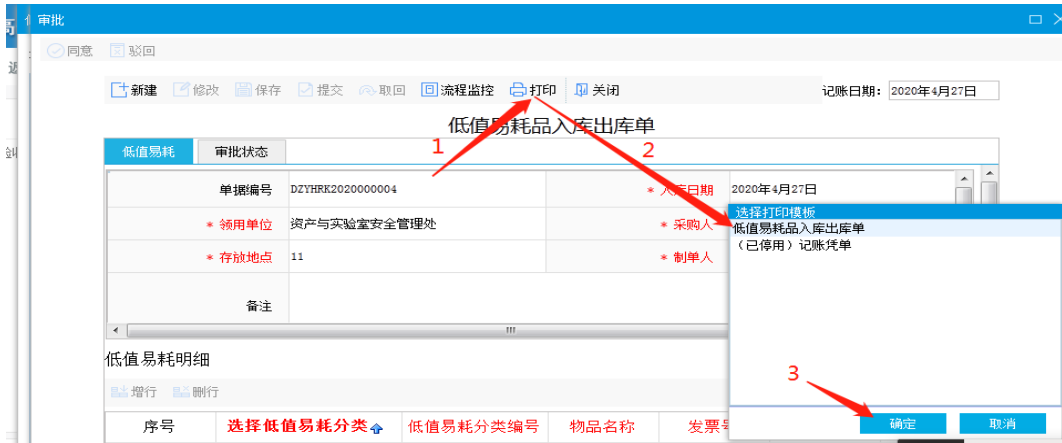 审批
同意 驳回
新建 修改 保存 提交 取回 流程监控 打印 关闭 记账日期: 2020年4月27日
低值易耗品入库出库单
1 2
低值易耗 审批状态
单据编号 DZYHRK2020000004 * 入库日期 2020年4月27日
* 领用单位 资产与实验室安全管理处 * 采购人
* 存放地点 11 * 制单人
备注
选择打印模板
低值易耗品入库出库单
（已停用）记账凭单
3
确定 取消
低值易耗明细
增行 删行
序号 选择低值易耗分类 低值易耗分类编号 物品名称 发票